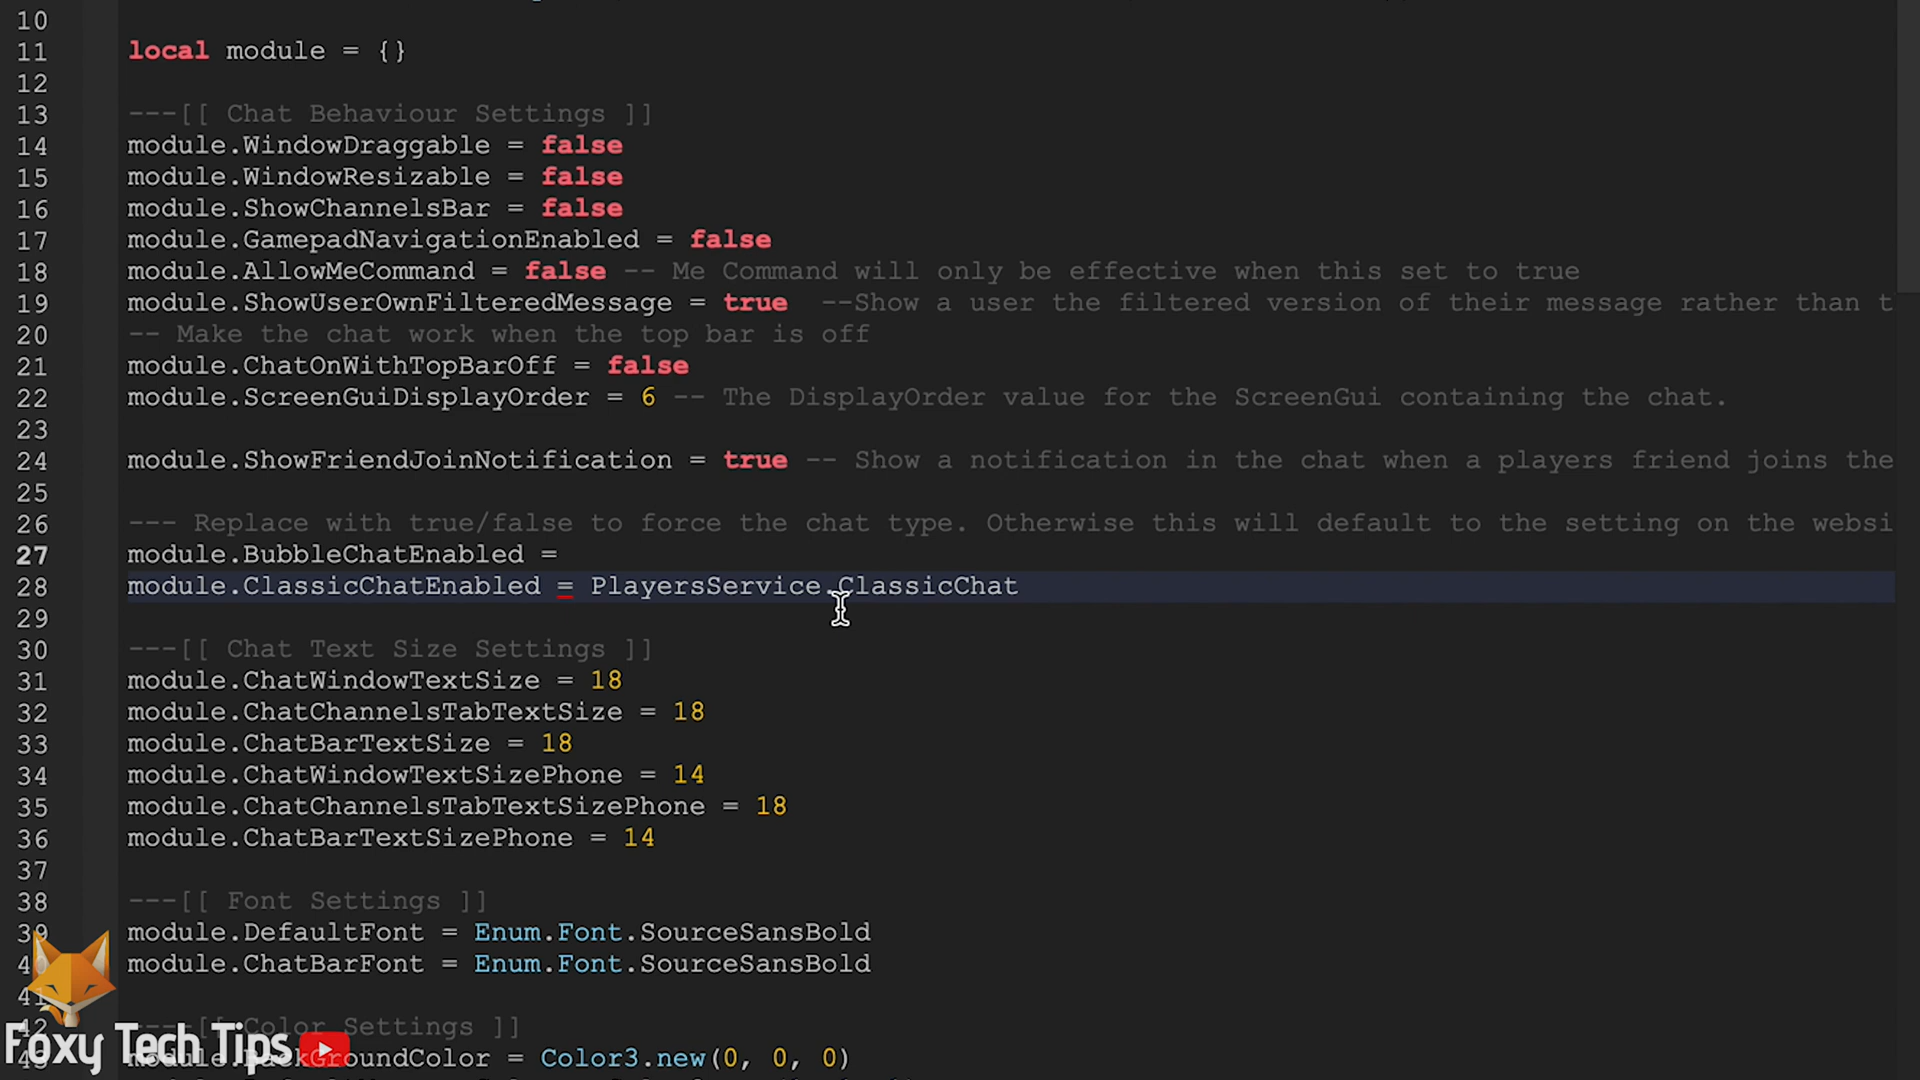 10
11 local module = {}
12
13 ---[[ Chat Behaviour Settings ]]
14 module.WindowDraggable = false
15 module.WindowResizable = false
16 module.ShowChannelsBar = false
17 module.GamepadNavigationEnabled = false
18 module.AllowMeCommand = false -- Me Command will only be effective when this set to true
19 module.ShowUserOwnFilteredMessage = true --Show a user the filtered version of their message rather than t
20 -- Make the chat work when the top bar is off
21 module.ChatOnWithTopBarOff = false
22 module.ScreenGuiDisplayOrder = 6 -- The DisplayOrder value for the ScreenGui containing the chat.
23
24 module.ShowFriendJoinNotification = true -- Show a notification in the chat when a players friend joins the
25
26 --- Replace with true/false to force the chat type. Otherwise this will default to the setting on the websi
27 module.BubbleChatEnabled =
28 module.ClassicChatEnabled = PlayersService.ClassicChat
29
30 ---[[ Chat Text Size Settings ]]
31 module.ChatWindowTextSize = 18
32 module.ChatChannelsTabTextSize = 18
33 module.ChatBarTextSize = 18
34 module.ChatWindowTextSizePhone = 14
35 module.ChatChannelsTabTextSizePhone = 18
36 module.ChatBarTextSizePhone = 14
37
38 ---[[ Font Settings ]]
39 module.DefaultFont = Enum.Font.SourceSansBold
40 module.ChatBarFont = Enum.Font.SourceSansBold
41
42 ---[[ Color Settings ]]
Foxy Tech Tips
module.BackGroundColor = Color3.new(0, 0, 0)